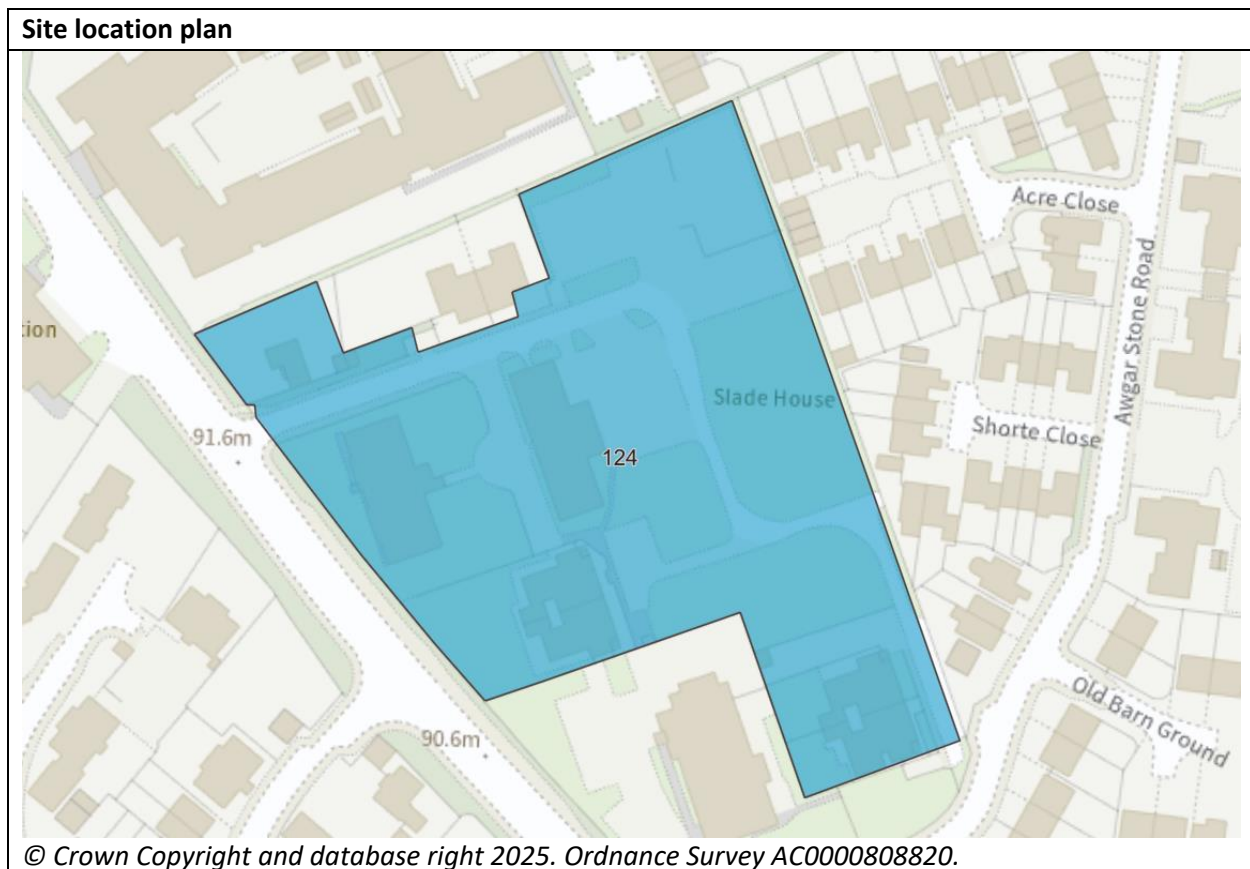 Site location plan
Acre Close
Awgar Stone Road
tion
Slade House
91.6m
Shorte Close
124
Old Barn Ground
90.6m
© Crown Copyright and database right 2025. Ordnance Survey AC0000808820.